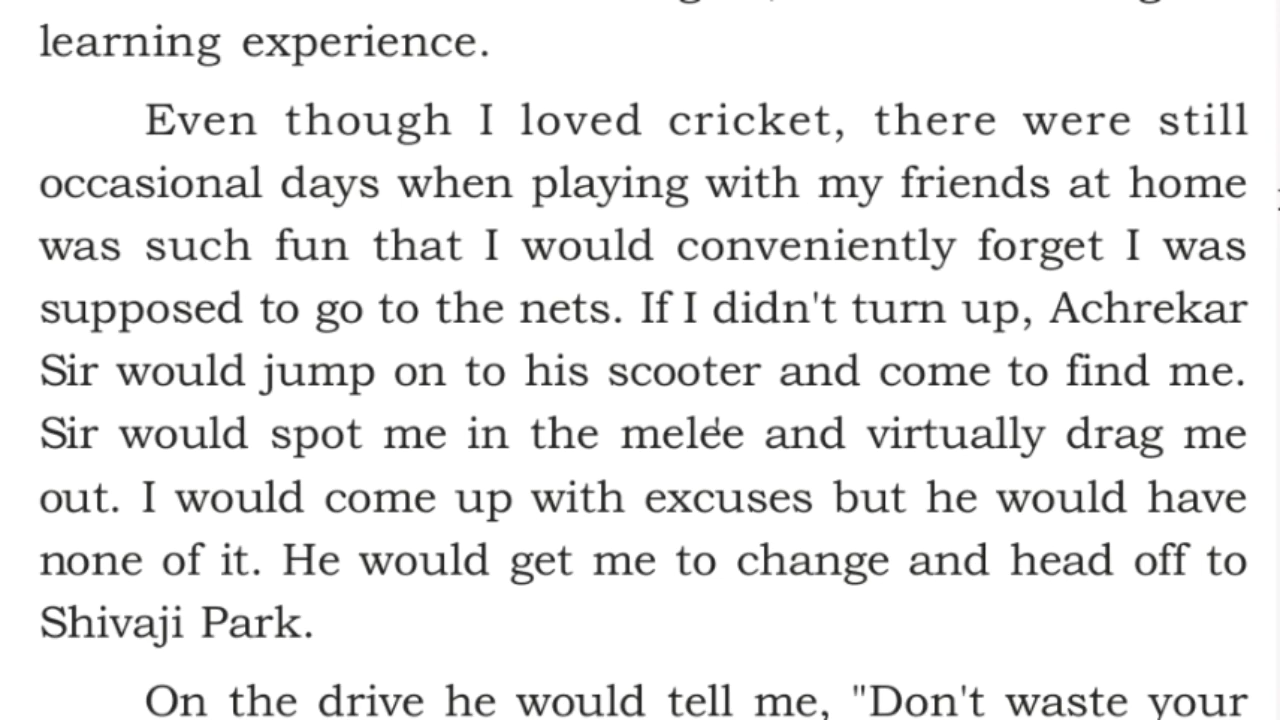 learning experience.
Even though I loved cricket, there were still
occasional days when playing with my friends at home
was such fun that I would conveniently forget I was
supposed to go to the nets. If I didn't turn up, Achrekar
Sir would jump on to his scooter and come to find me.
Sir would spot me in the melée and virtually drag me
out. I would come up with excuses but he would have
none of it. He would get me to change and head off to
Shivaji Park.
On the drive he would tell me, "Don't waste your